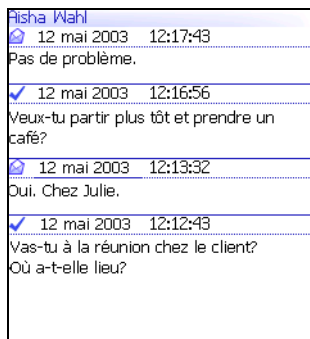 Aisha Wahl
12 mai 2003 12:17:43
Pas de problème.
12 mai 2003 12:16:56
Veux-tu partir plus tôt et prendre un
café?
12 mai 2003 12:13:32
Oui. Chez Julie.
12 mai 2003 12:12:43
Vas-tu à la réunion chez le client?
Où a-t-elle lieu?